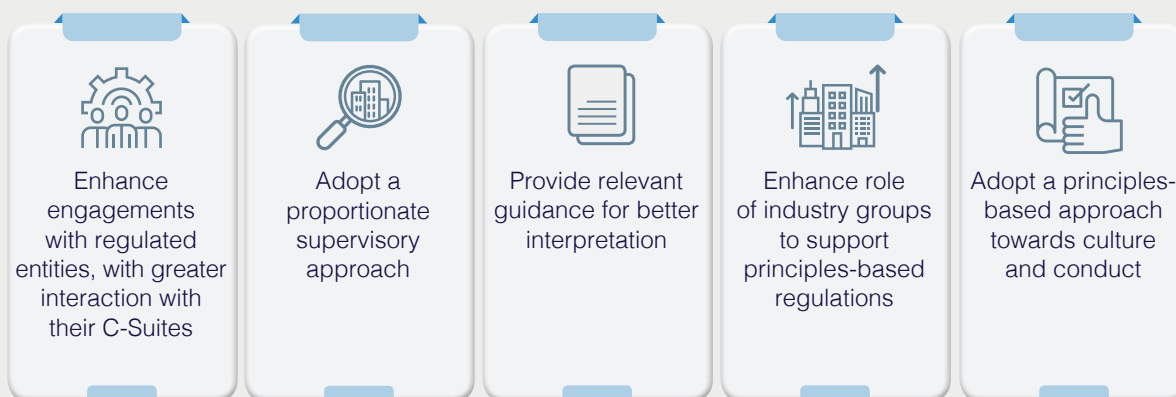 Enhance
engagements
with regulated
entities, with greater
interaction with
their C-Suites
Adopt a
proportionate
supervisory
approach
Provide relevant
guidance for better
interpretation
Enhance role
of industry groups
to support
principles-based
regulations
Adopt a principles-
based approach
towards culture
and conduct